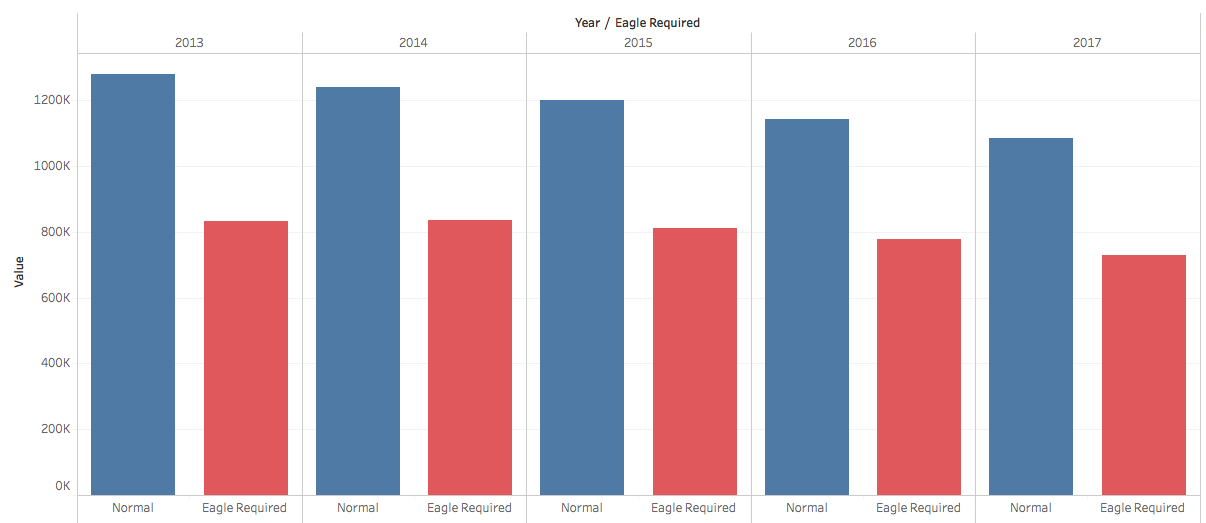 Year / Eagle Required
2013 2014 2015 2016 2017
1200K
1000K
800K
600K
400K
200K
0K
Value
Normal Eagle Required Normal Eagle Required Normal Eagle Required Normal Eagle Required Normal Eagle Required